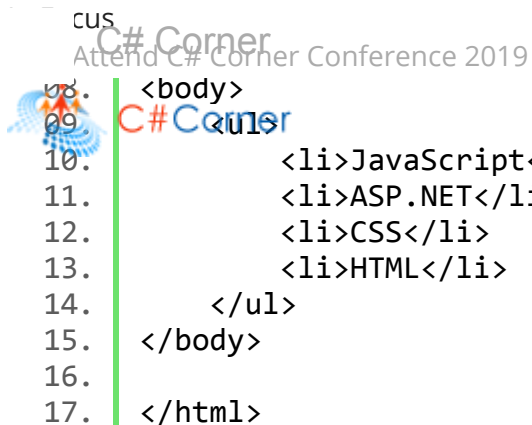 cus
C# Corner
Attend C# Corner Conference 2019
08. <body>
09. <ul>
C# Corner
10. <li>JavaScript<
11. <li>ASP.NET</li
12. <li>CSS</li>
13. <li>HTML</li>
14. </ul>
15. </body>
16.
17. </html>